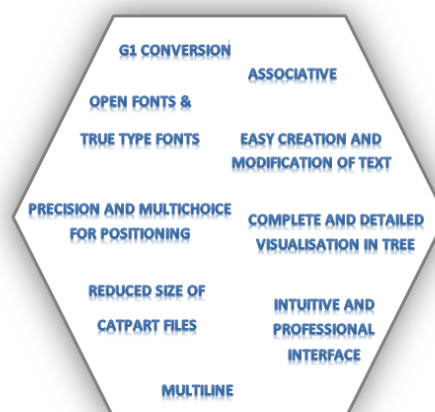 G1 CONVERSION
ASSOCIATIVE
OPEN FONTS &
TRUE TYPE FONTS
EASY CREATION AND
MODIFICATION OF TEXT
PRECISION AND MULTICHOICE
FOR POSITIONING
COMPLETE AND DETAILED
VISUALISATION IN TREE
REDUCED SIZE OF
CATPART FILES
INTUITIVE AND
PROFESSIONAL
INTERFACE
MULTILINE